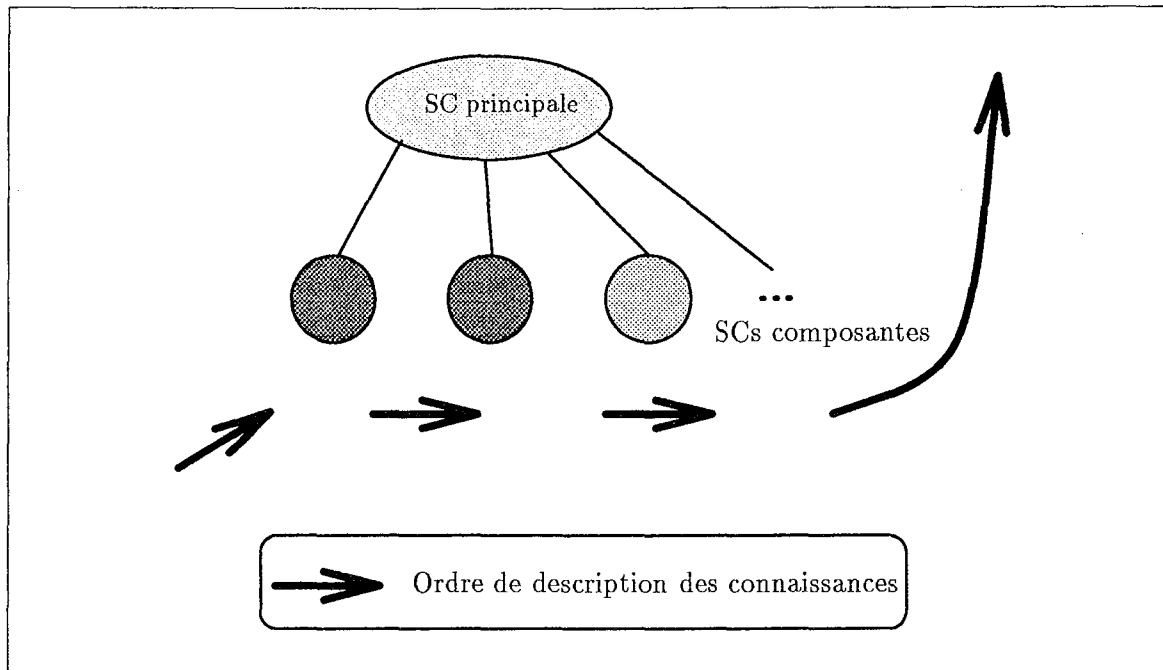 SC principale
...
SCs composantes
Ordre de description des connaissances